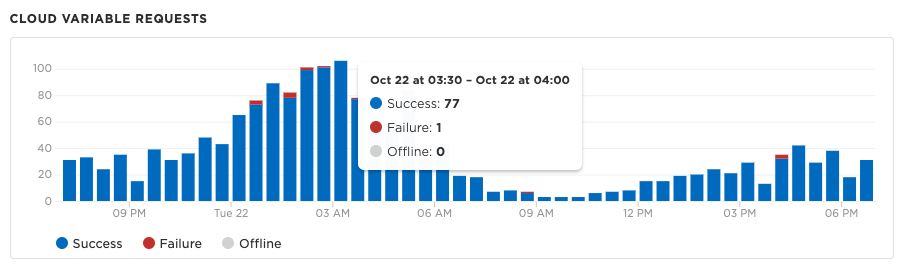 CLOUD VARIABLE REQUESTS
100
80
60
40
20
0
Oct 22 at 03:30 – Oct 22 at 04:00
Success: 77
Failure: 1
Offline: 0
09 PM Tue 22 03 AM 06 AM 09 AM 12 PM 03 PM 06 PM
Success Failure Offline